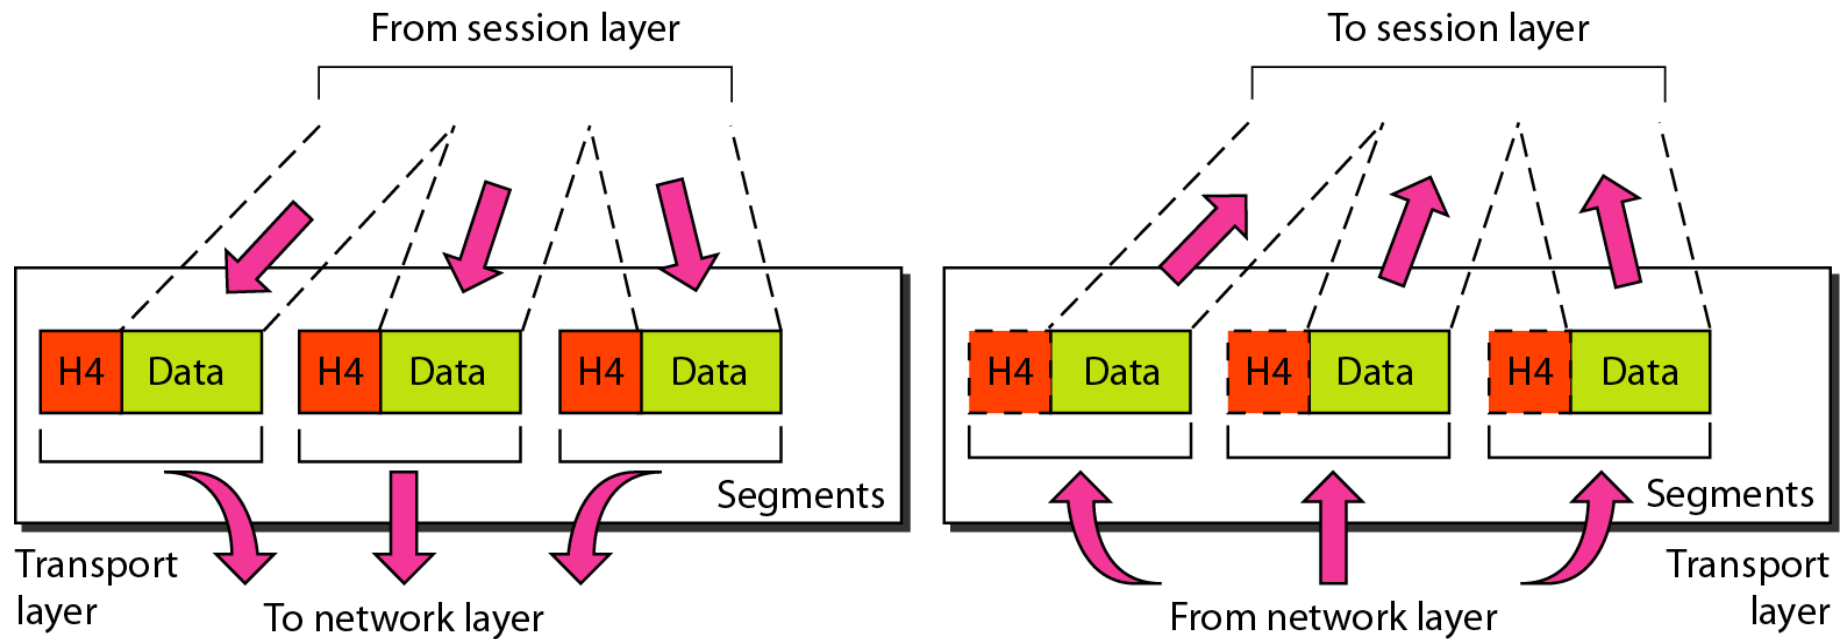 From session layer
H4 Data H4 Data H4 Data
Segments
Transport
layer
To network layer
To session layer
H4 Data H4 Data H4 Data
Segments
Transport
layer
From network layer